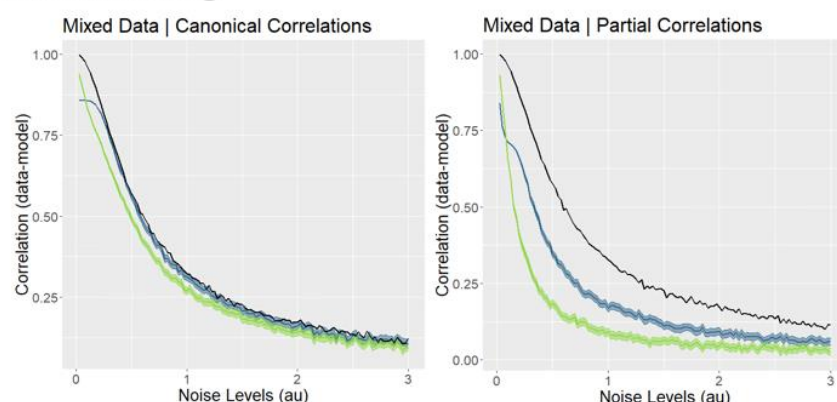 Mixed Data | Canonical Correlations
Correlation (data-model)
1.00
0.75
0.50
0.25
0
1
2
3
Noise Levels (au)
Mixed Data | Partial Correlations
Correlation (data-model)
1.00
0.75
0.50
0.25
0.00
0
1
2
3
Noise Levels (au)